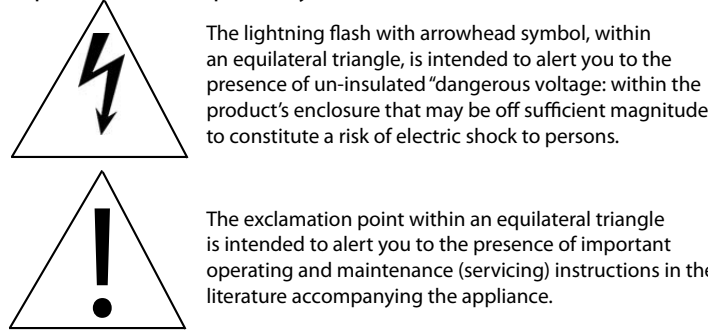 The lightning flash with arrowhead symbol, within
an equilateral triangle, is intended to alert you to the
presence of un-insulated “dangerous voltage: within the
product’s enclosure that may be off sufficient magnitude
to constitute a risk of electric shock to persons.
The exclamation point within an equilateral triangle
is intended to alert you to the presence of important
operating and maintenance (servicing) instructions in the
literature accompanying the appliance.